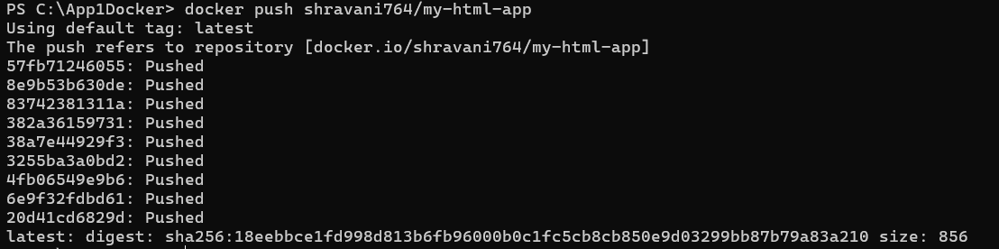 PS C:\App1Docker> docker push shravani764/my-html-app
Using default tag: latest
The push refers to repository [docker.io/shravani764/my-html-app]
57fb71246055: Pushed
8e9b53b630de: Pushed
83742381311a: Pushed
382a36159731: Pushed
38a7e44929f3: Pushed
3255ba3a0bd2: Pushed
4fb06549e9b6: Pushed
6e9f32fdbd61: Pushed
20d41cd6829d: Pushed
latest: digest: sha256:18eebbce1fd998d813b6fb96000b0c1fc5cb8cb850e9d03299bb87b79a83a210 size: 856